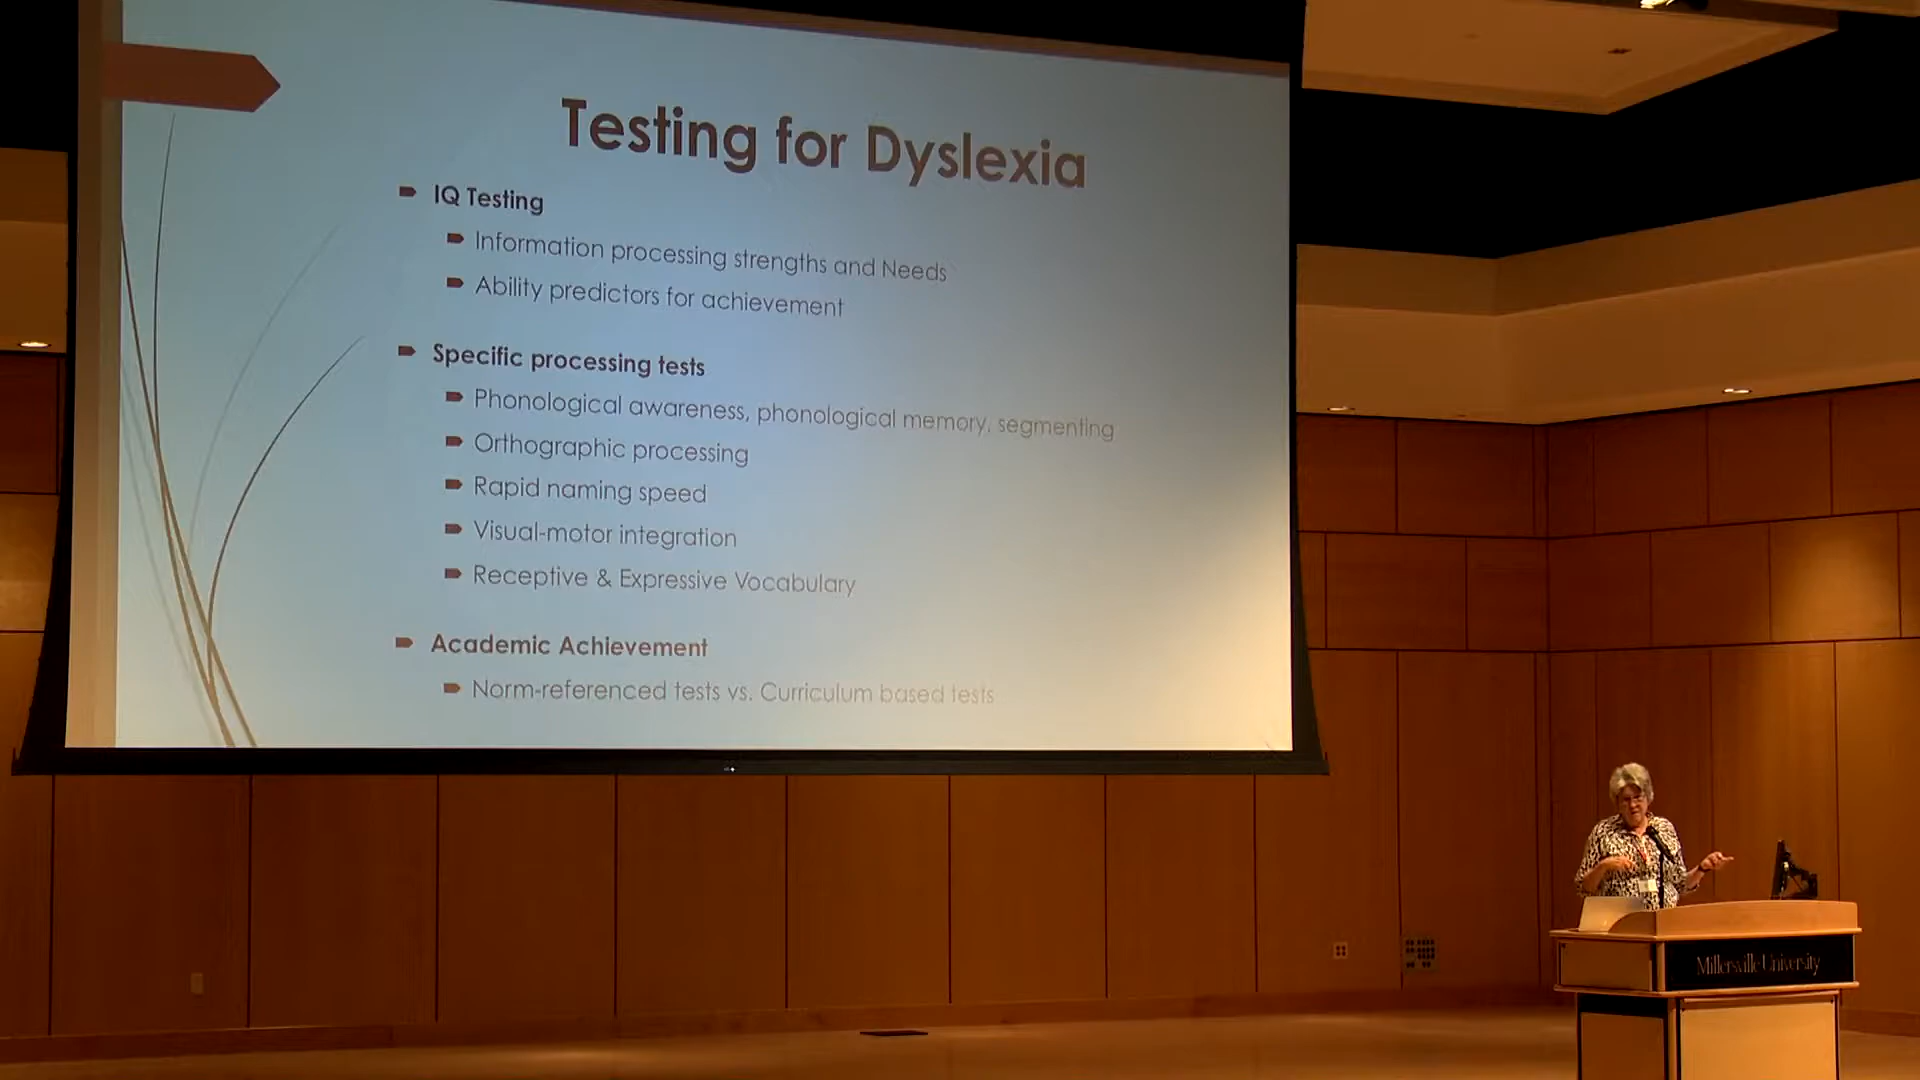 Testing for Dyslexia
IQ Testing
Information processing strengths and Needs
Ability predictors for achievement
Specific processing tests
Phonological awareness, phonological memory, segmenting
Orthographic processing
Rapid naming speed
Visual-motor integration
Receptive & Expressive Vocabulary
Academic Achievement
Norm-referenced tests vs. Curriculum based tests
Millersville University